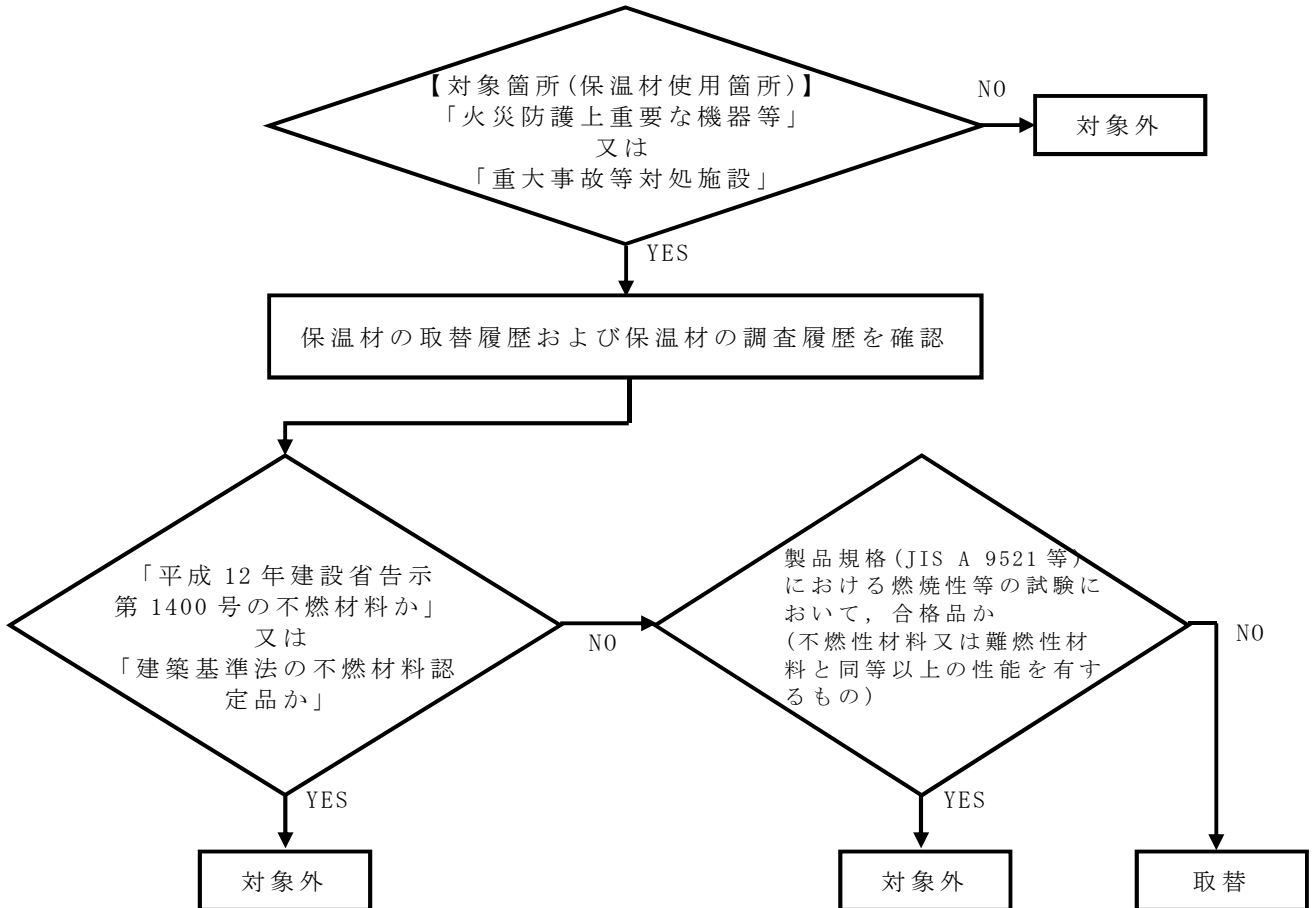 【対象箇所(保温材使用箇所)】
「火災防護上重要な機器等」
又は
「重大事故等対処施設」
NO
対象外
YES
保温材の取替履歴および保温材の調査履歴を確認
「平成12年建設省告示
第1400号の不燃材料か」
又は
「建築基準法の不燃材料認
定品か」
NO
YES
対象外
製品規格(JIS A 9521等)
における燃焼性等の試験に
おいて，合格品か
(不燃性材料又は難燃性材
料と同等以上の性能を有す
るもの)
NO
YES
対象外
取替